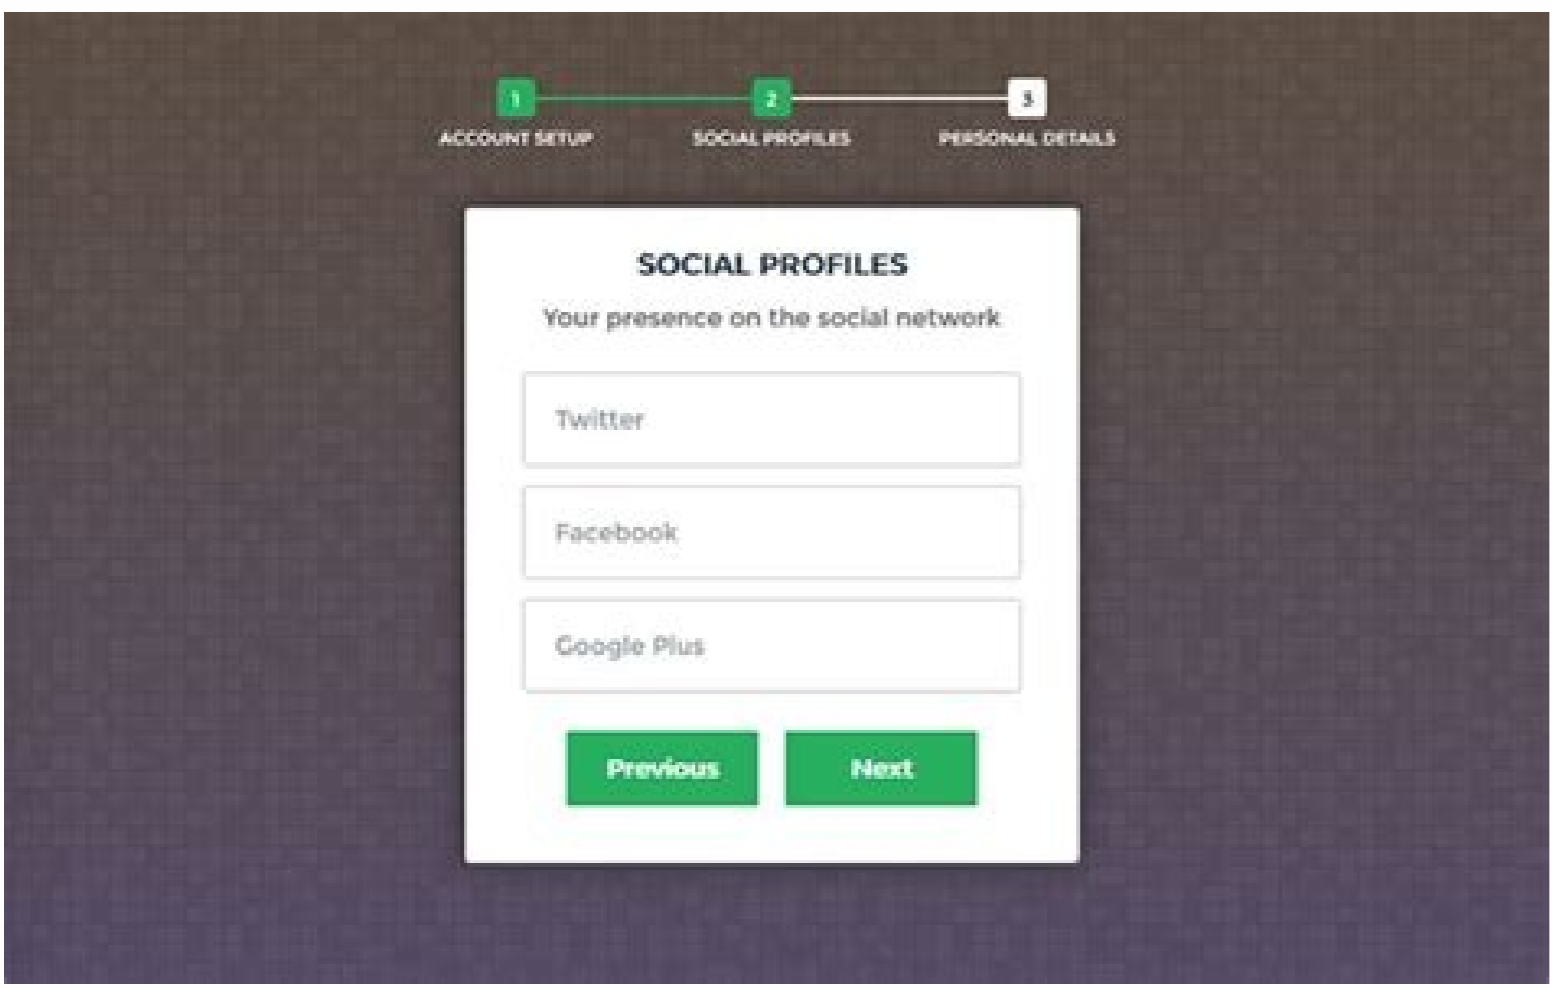 1 2 3
ACCOUNT SETUP SOCIAL PROFILES PERSONAL DETAILS
SOCIAL PROFILES
Your presence on the social network
Twitter
Facebook
Google Plus
Previous Next